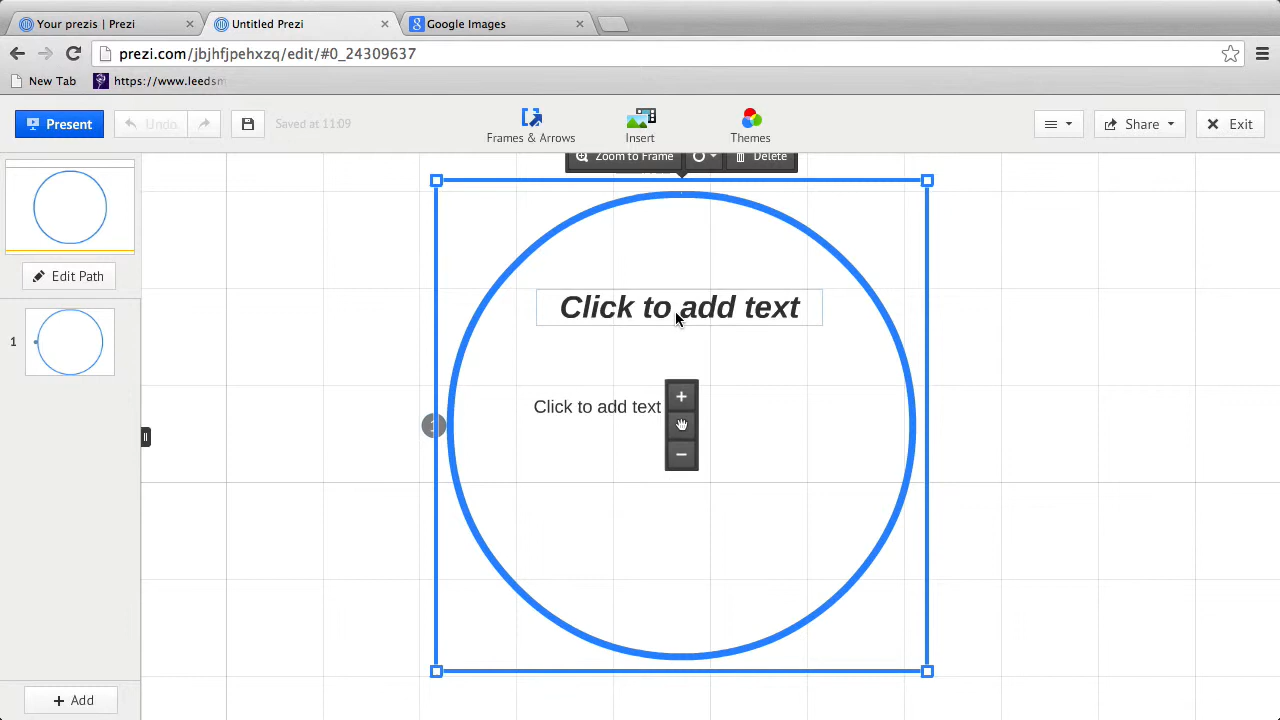 Your prezis | Prezi
Untitled Prezi
Google Images
prezi.com/jbjhfjpehxzq/edit/#0_24309637
New Tab
https://www.leedsm
Present
Undo
Saved at 11:09
Frames & Arrows
Insert
Themes
Share
Exit
Zoom to Frame
Delete
Edit Path
Click to add text
1
Click to add text
+
−
Add